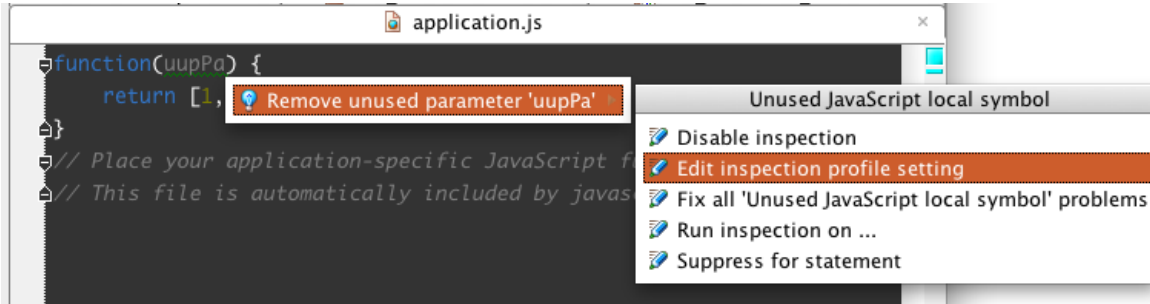 application.js
function(uupPa) {
return [1,
Remove unused parameter 'uupPa'
}
// Place your application-specific JavaScript
// This file is automatically included by
Unused JavaScript local symbol
Disable inspection
Edit inspection profile setting
Fix all 'Unused JavaScript local symbol' problems
Run inspection on ...
Suppress for statement